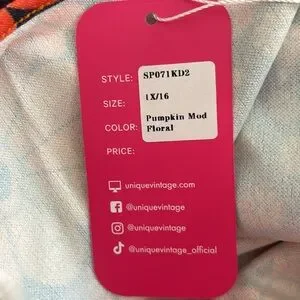 STYLE: SP071KD2
SIZE: 1X/16
COLOR: Pumpkin Mod
Floral
PRICE:
uniquevintage.com
@uniquevintage
@uniquevintage
@uniquevintage_official